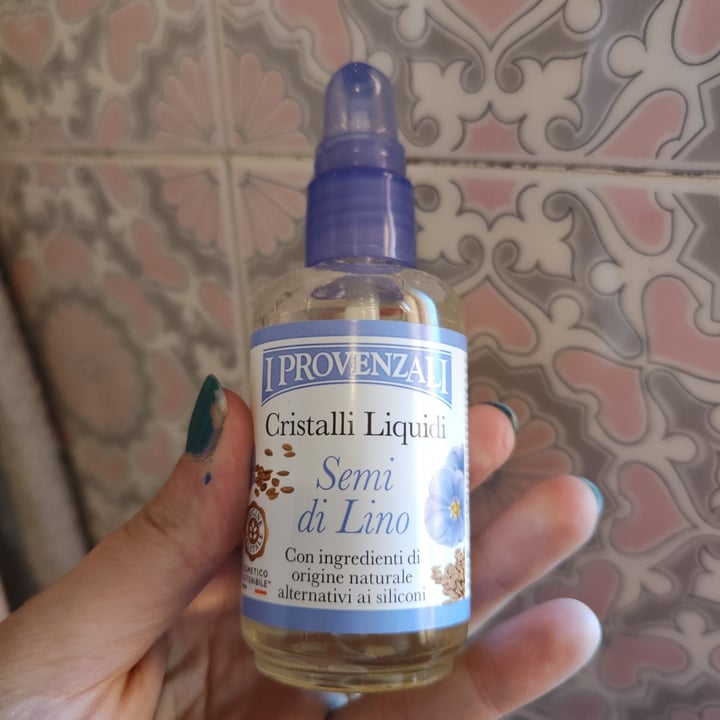 I PROVENZALI
Cristalli Liquidi
Semi
di Lino
Con ingredienti di
origine naturale
alternativi ai siliconi